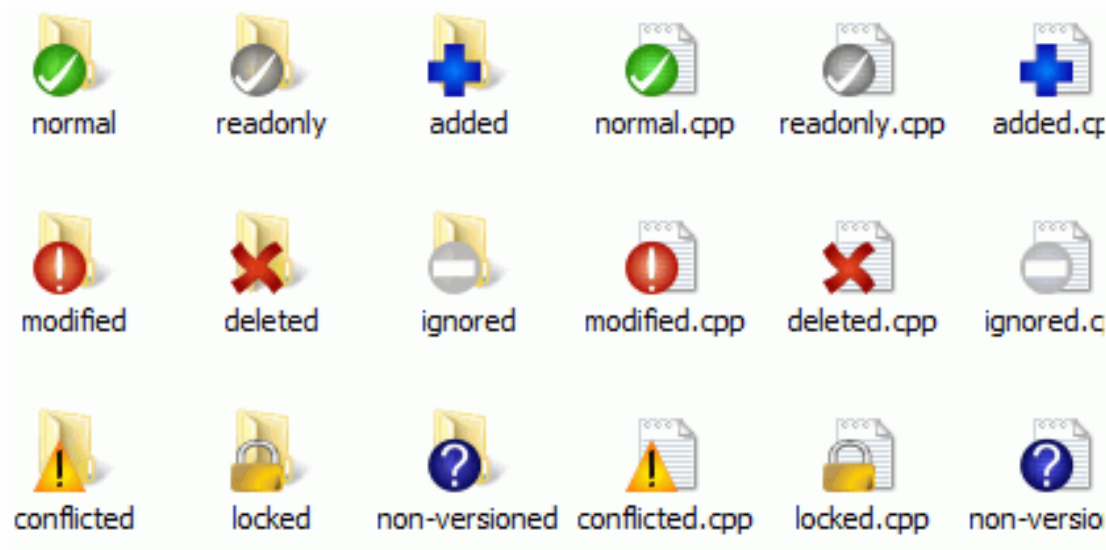 normal readonly added normal.cpp readonly.cpp added.cp
modified deleted ignored modified.cpp deleted.cpp ignored.c
conflicted locked non-versioned conflicted.cpp locked.cpp non-versio